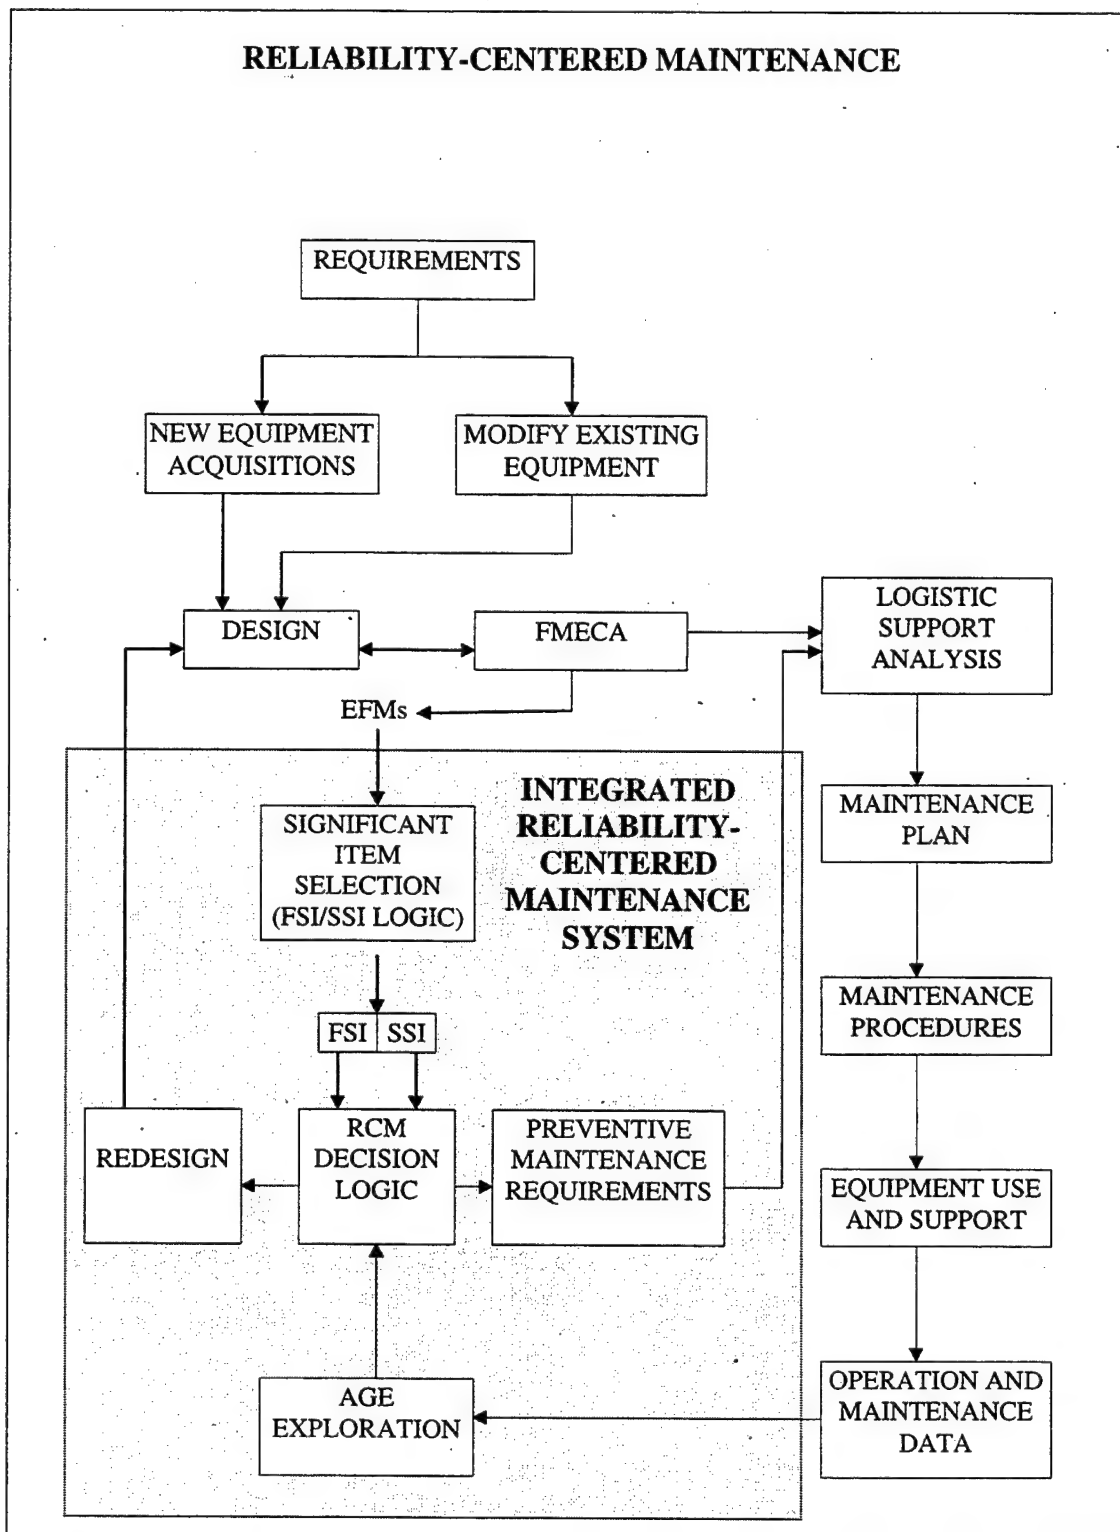 RELIABILITY-CENTERED MAINTENANCE
REQUIREMENTS
NEW EQUIPMENT
ACQUISITIONS
MODIFY EXISTING
EQUIPMENT
DESIGN
FMECA
LOGISTIC
SUPPORT
ANALYSIS
EFMs
INTEGRATED
RELIABILITY-
CENTERED
MAINTENANCE
SYSTEM
SIGNIFICANT
ITEM
SELECTION
(FSI/SSI LOGIC)
MAINTENANCE
PLAN
FSI SSI
MAINTENANCE
PROCEDURES
REDESIGN
RCM
DECISION
LOGIC
PREVENTIVE
MAINTENANCE
REQUIREMENTS
EQUIPMENT USE
AND SUPPORT
AGE
EXPLORATION
OPERATION AND
MAINTENANCE
DATA